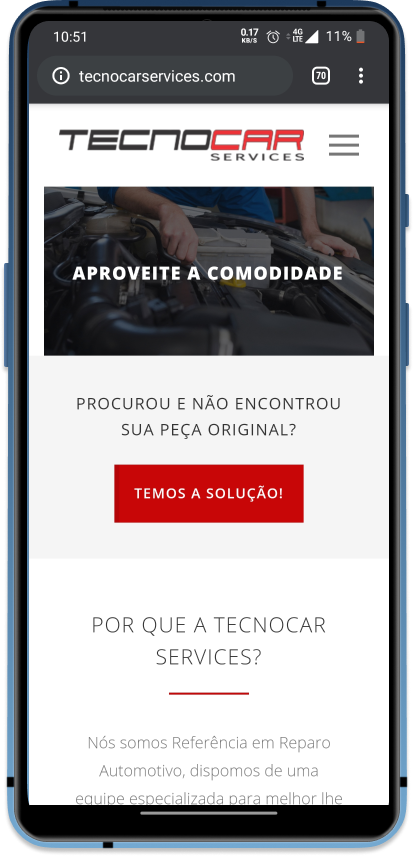 10:51
0.17
KB/S
4G
LTE
11%
tecnocarservices.com
70
TECNOCAR
SERVICES
APROVEITE A COMODIDADE
PROCUROU E NÃO ENCONTROU
SUA PEÇA ORIGINAL?
TEMOS A SOLUÇÃO!
POR QUE A TECNOCAR
SERVICES?
Nós somos Referência em Reparo
Automotivo, dispomos de uma
equipe especializada para melhor lhe